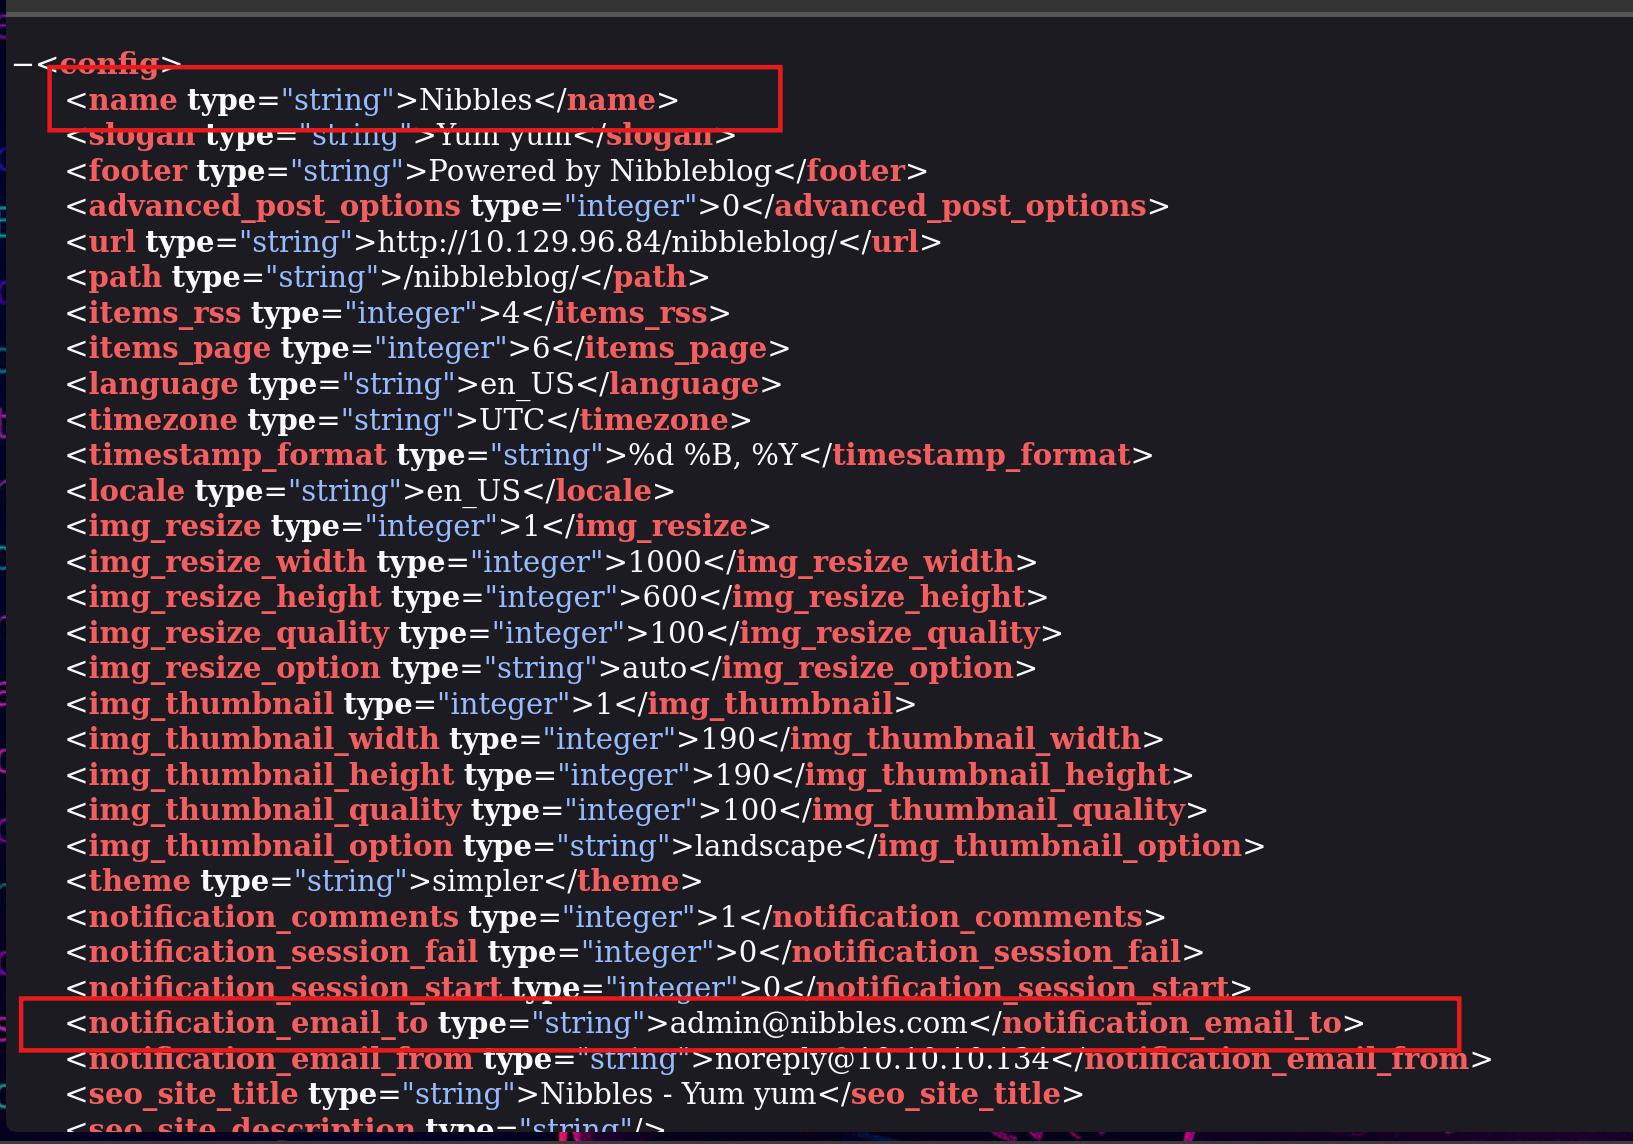 −<config>
<name type="string">Nibbles</name>
<slogan type="string">Yum yum</slogan>
<footer type="string">Powered by Nibbleblog</footer>
<advanced_post_options type="integer">0</advanced_post_options>
<url type="string">http://10.129.96.84/nibbleblog/</url>
<path type="string">/nibbleblog/</path>
<items_rss type="integer">4</items_rss>
<items_page type="integer">6</items_page>
<language type="string">en_US</language>
<timezone type="string">UTC</timezone>
<timestamp_format type="string">%d %B, %Y</timestamp_format>
<locale type="string">en_US</locale>
<img_resize type="integer">1</img_resize>
<img_resize_width type="integer">1000</img_resize_width>
<img_resize_height type="integer">600</img_resize_height>
<img_resize_quality type="integer">100</img_resize_quality>
<img_resize_option type="string">auto</img_resize_option>
<img_thumbnail type="integer">1</img_thumbnail>
<img_thumbnail_width type="integer">190</img_thumbnail_width>
<img_thumbnail_height type="integer">190</img_thumbnail_height>
<img_thumbnail_quality type="integer">100</img_thumbnail_quality>
<img_thumbnail_option type="string">landscape</img_thumbnail_option>
<theme type="string">simpler</theme>
<notification_comments type="integer">1</notification_comments>
<notification_session_fail type="integer">0</notification_session_fail>
<notification_session_start type="integer">0</notification_session_start>
<notification_email_to type="string">admin@nibbles.com</notification_email_to>
<notification_email_from type="string">noreply@10.10.10.134</notification_email_from>
<seo_site_title type="string">Nibbles - Yum yum</seo_site_title>
<seo_site_description type="string"/>